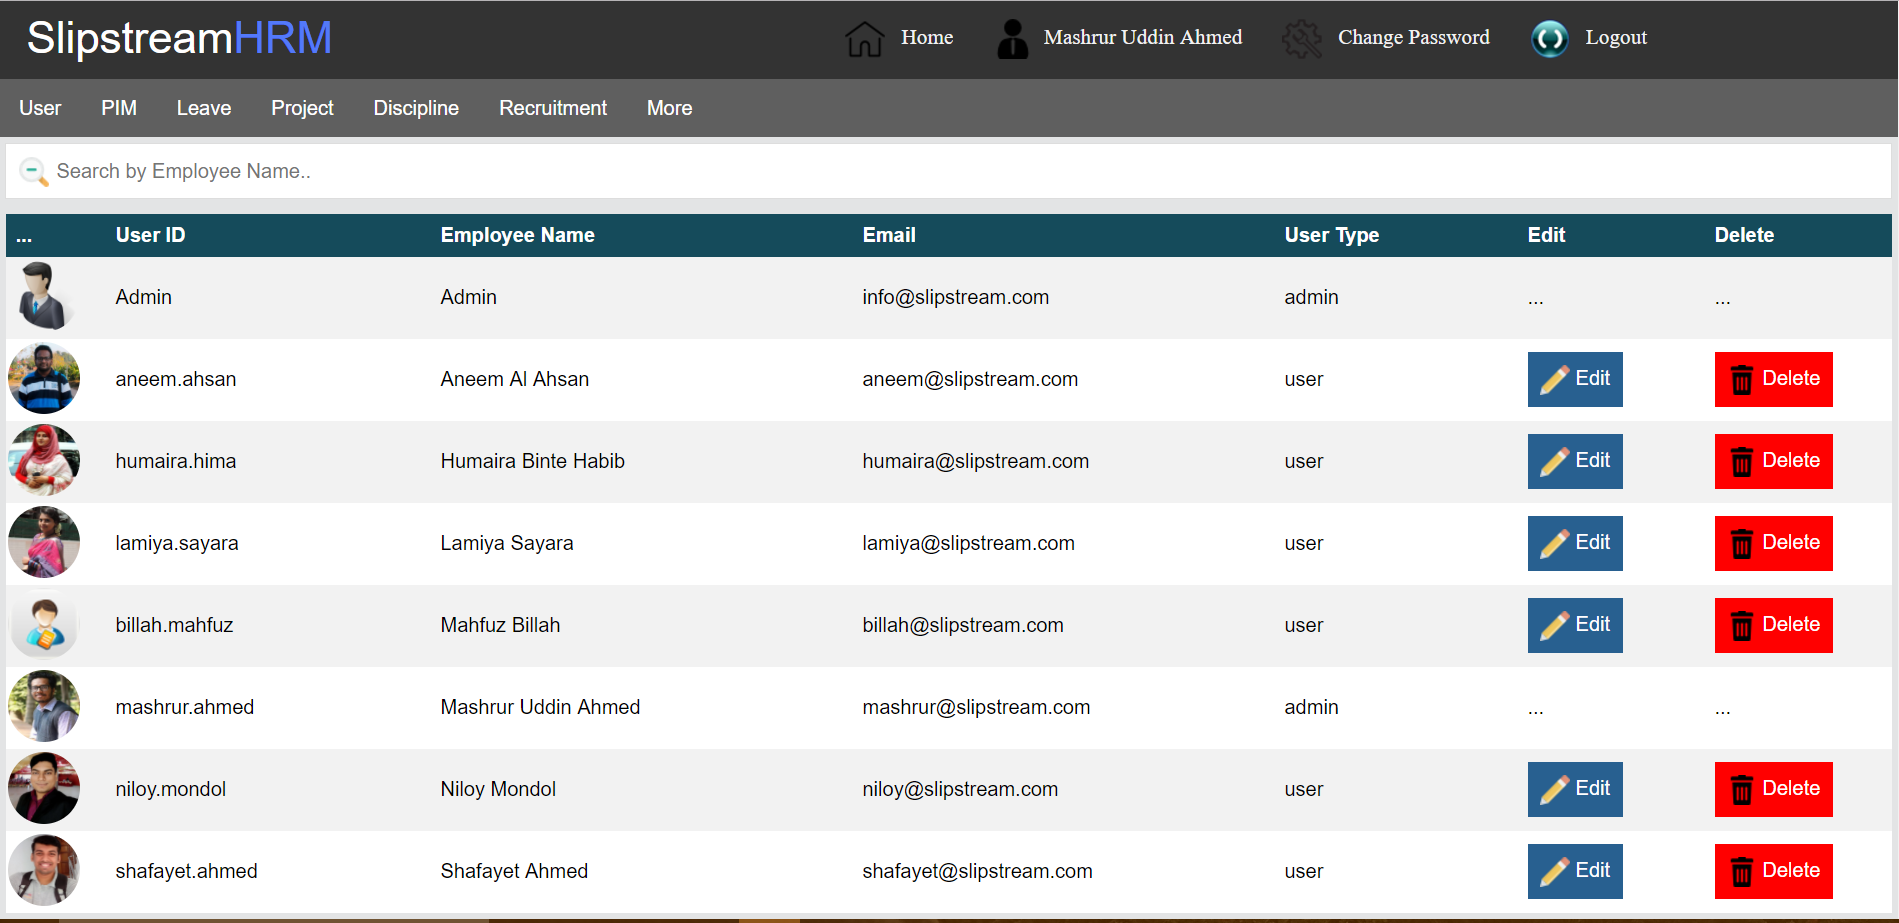 SlipstreamHRM Home Mashrur Uddin Ahmed Change Password Logout
User PIM Leave Project Discipline Recruitment More
Search by Employee Name..
... User ID Employee Name Email User Type Edit Delete
Admin Admin info@slipstream.com admin ... ...
aneem.ahsan Aneem Al Ahsan aneem@slipstream.com user Edit Delete
humaira.hima Humaira Binte Habib humaira@slipstream.com user Edit Delete
lamiya.sayara Lamiya Sayara lamiya@slipstream.com user Edit Delete
billah.mahfuz Mahfuz Billah billah@slipstream.com user Edit Delete
mashrur.ahmed Mashrur Uddin Ahmed mashrur@slipstream.com admin ... ...
niloy.mondol Niloy Mondol niloy@slipstream.com user Edit Delete
shafayet.ahmed Shafayet Ahmed shafayet@slipstream.com user Edit Delete